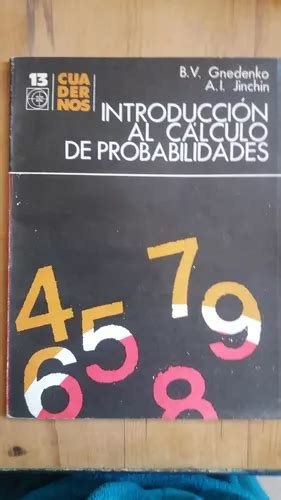 13
CUA
DER
NOS
B.V. Gnedenko
A.I. Jinchin
INTRODUCCIÓN
AL CÁLCULO
DE PROBABILIDADES
4 7
6 5 9
8